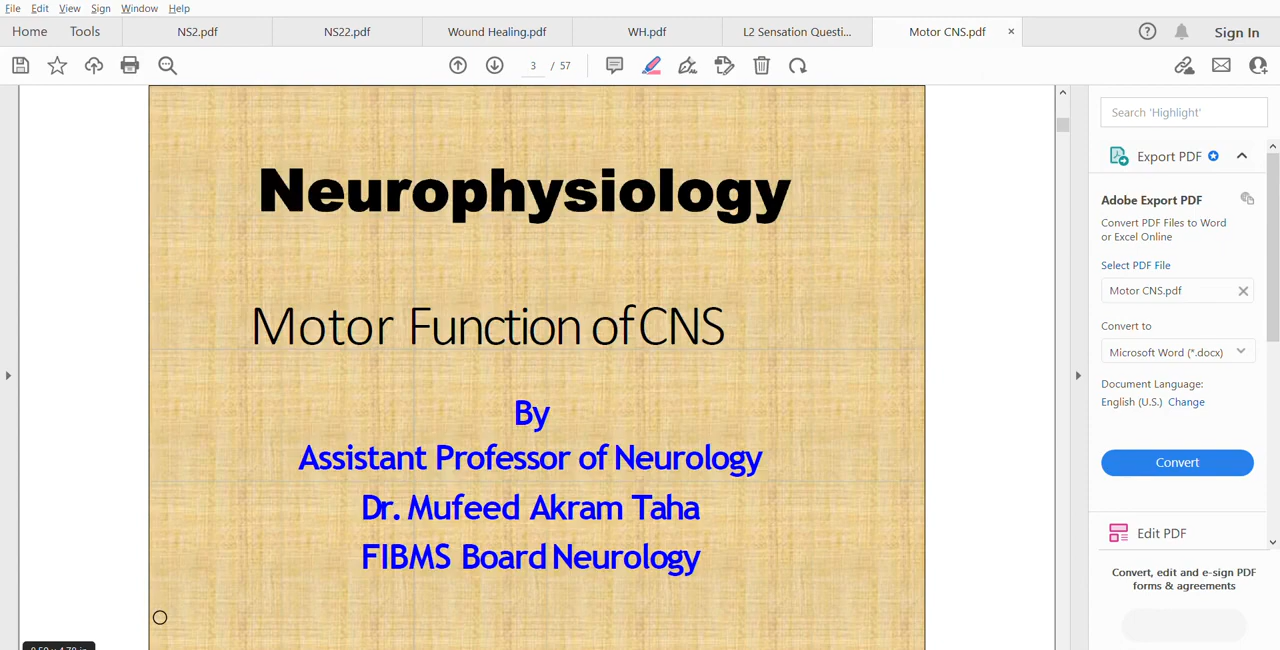 File Edit View Sign Window Help
Home Tools NS2.pdf NS22.pdf Wound Healing.pdf WH.pdf L2 Sensation Questi... Motor CNS.pdf × Sign In
3 / 57
Search 'Highlight'
Export PDF
Adobe Export PDF
Convert PDF Files to Word
or Excel Online
Select PDF File
Motor CNS.pdf
Convert to
Microsoft Word (*.docx)
Document Language:
English (U.S.) Change
Convert
Edit PDF
Convert, edit and e-sign PDF
forms & agreements
Neurophysiology
Motor Function of CNS
By
Assistant Professor of Neurology
Dr. Mufeed Akram Taha
FIBMS Board Neurology